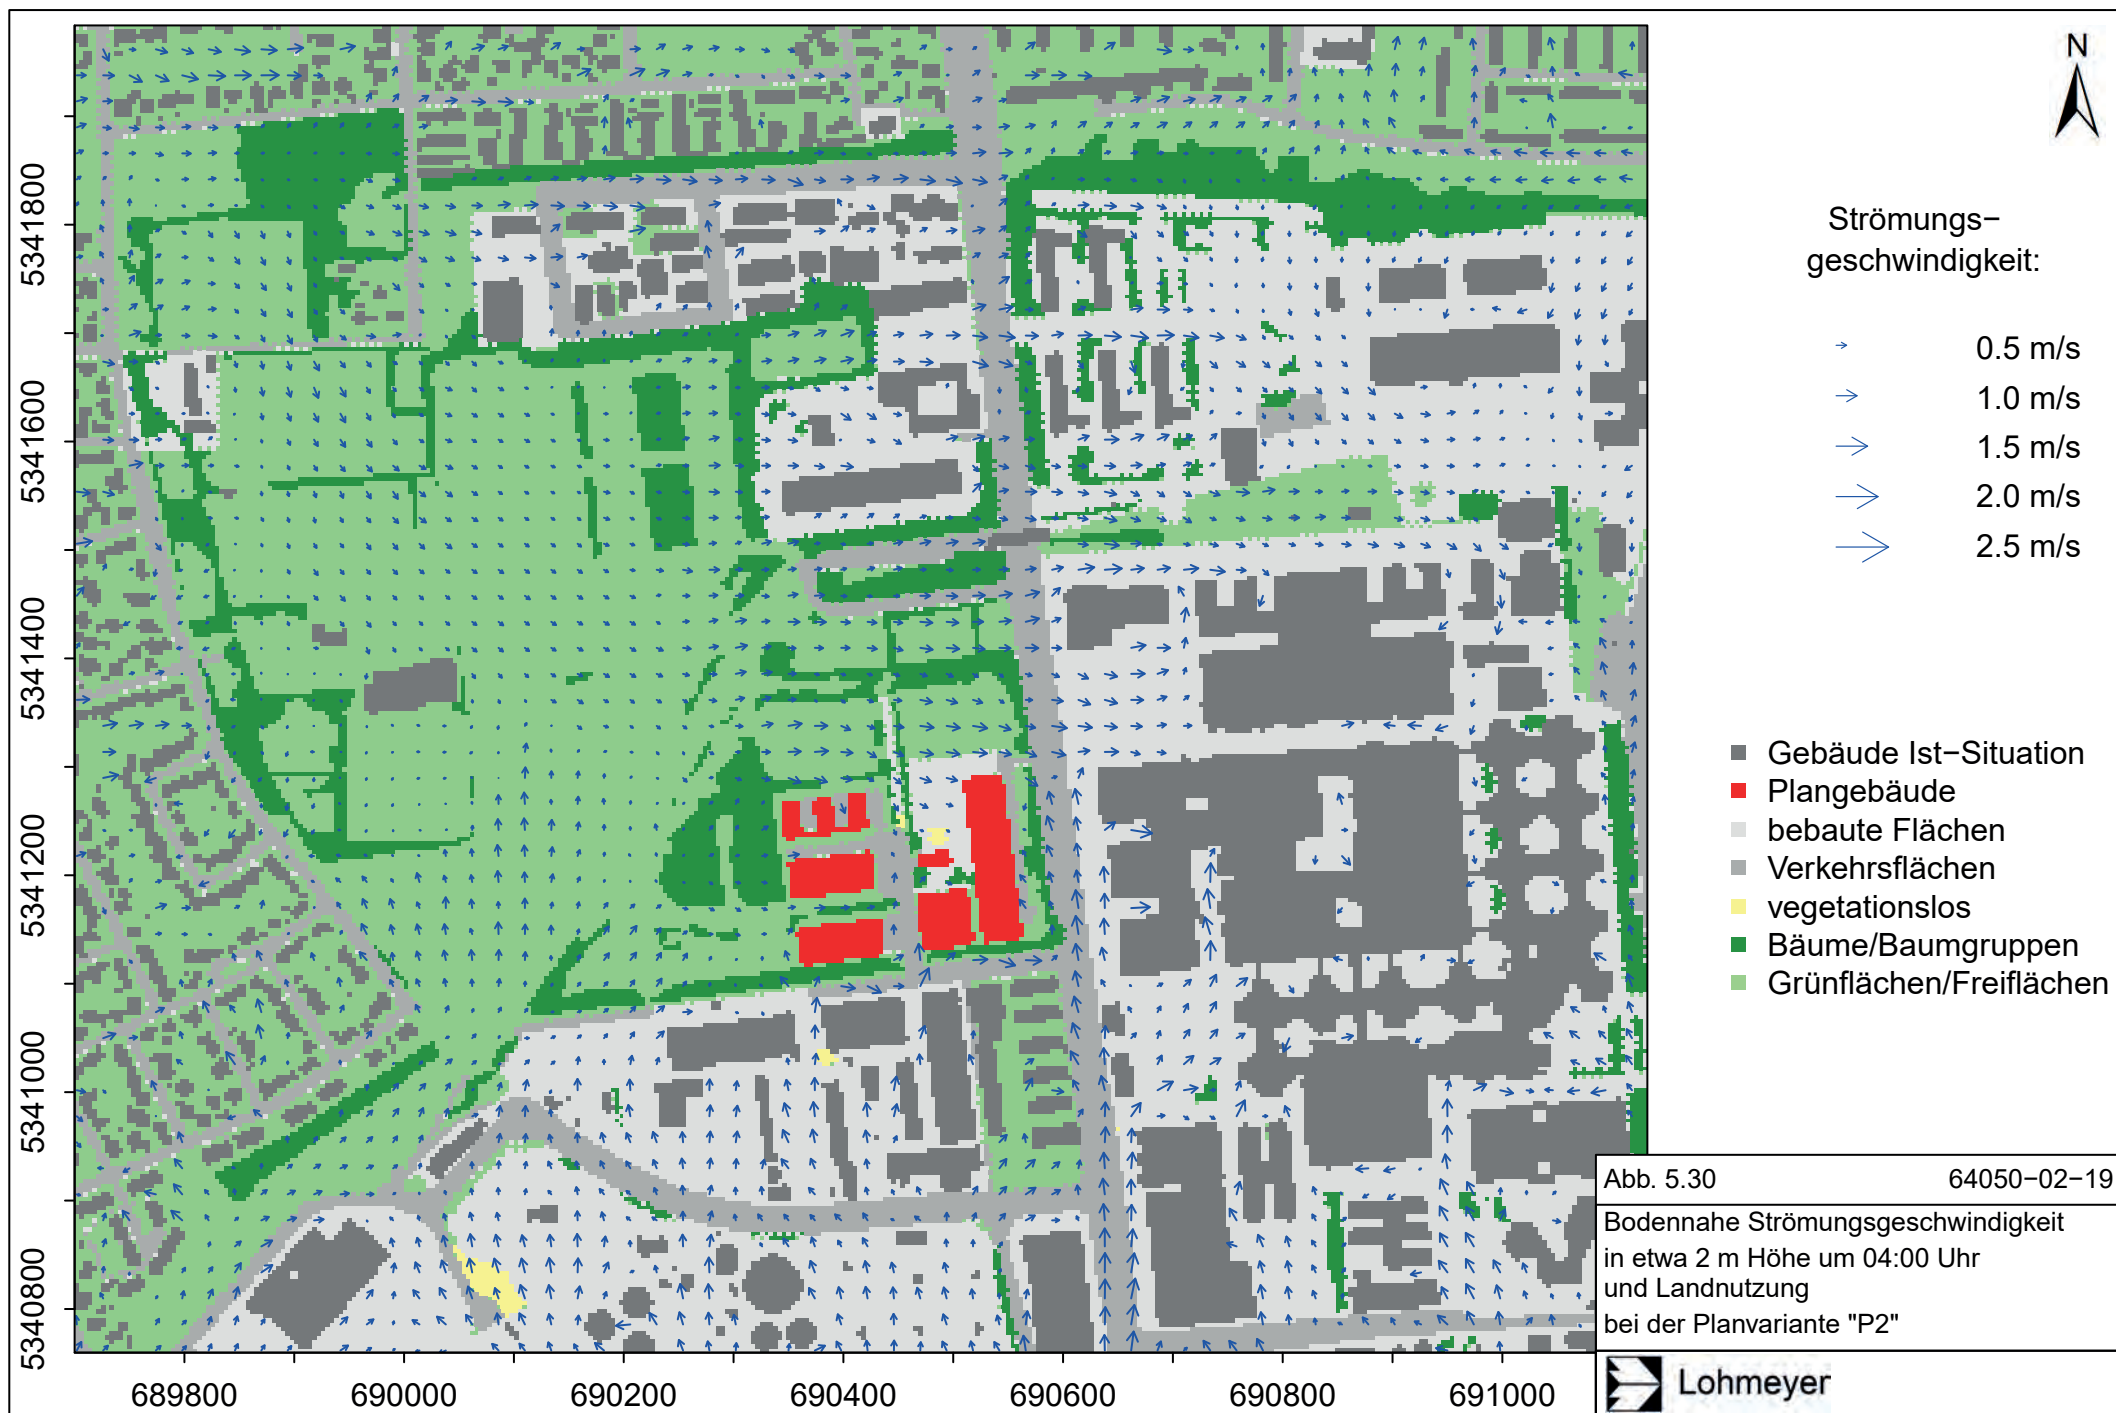 N
Strömungs−
geschwindigkeit:
0.5 m/s
1.0 m/s
1.5 m/s
2.0 m/s
2.5 m/s
Gebäude Ist−Situation
Plangebäude
bebaute Flächen
Verkehrsflächen
vegetationslos
Bäume/Baumgruppen
Grünflächen/Freiflächen
5341800
5341600
5341400
5341200
5341000
5340800
689800
690000
690200
690400
690600
690800
691000
Abb. 5.30 64050−02−19
Bodennahe Strömungsgeschwindigkeit
in etwa 2 m Höhe um 04:00 Uhr
und Landnutzung
bei der Planvariante "P2"
Lohmeyer